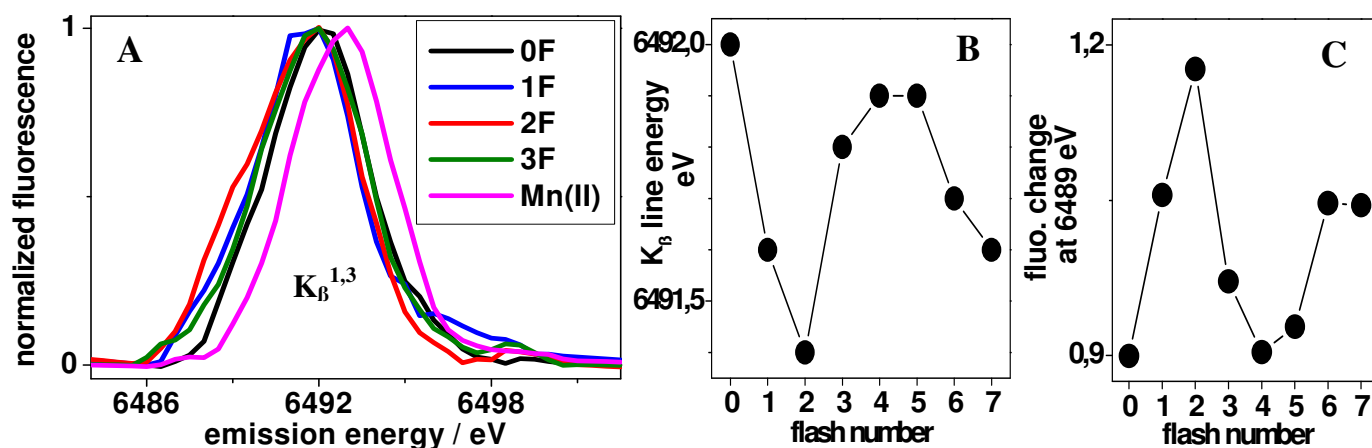 A
0F
1F
2F
3F
Mn(II)
Kß1,3
1
0
normalized fluorescence
6486 6492 6498
emission energy / eV
B
6492,0
6491,5
Kß line energy
eV
0 1 2 3 4 5 6 7
flash number
C
1,2
0,9
fluo. change
at 6489 eV
0 1 2 3 4 5 6 7
flash number